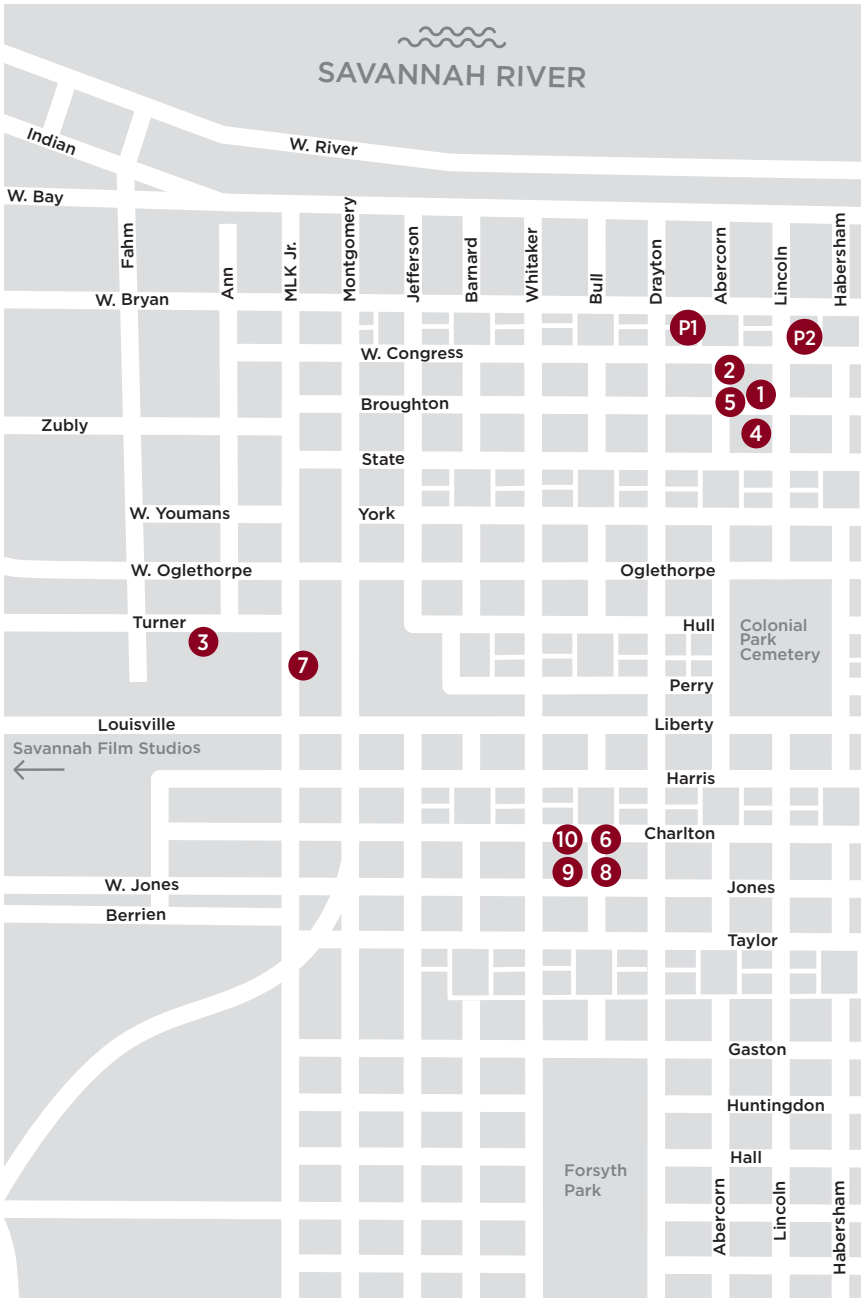 SAVANNAH RIVER
Indian
W. River
W. Bay
Fahm
Ann
MLK Jr.
Montgomery
Jefferson
Barnard
Whitaker
Bull
Drayton
Abercorn
Lincoln
Habersham
W. Bryan
P1
P2
W. Congress
2
1
5
Broughton
Zubly
4
State
W. Youmans
York
W. Oglethorpe
Oglethorpe
Turner
Hull
Colonial
Park
Cemetery
3
7
Perry
Louisville
Liberty
Savannah Film Studios
Harris
10
6
Charlton
9
8
W. Jones
Jones
Berrien
Taylor
Gaston
Huntingdon
Hall
Forsyth
Park
Abercorn
Lincoln
Habersham